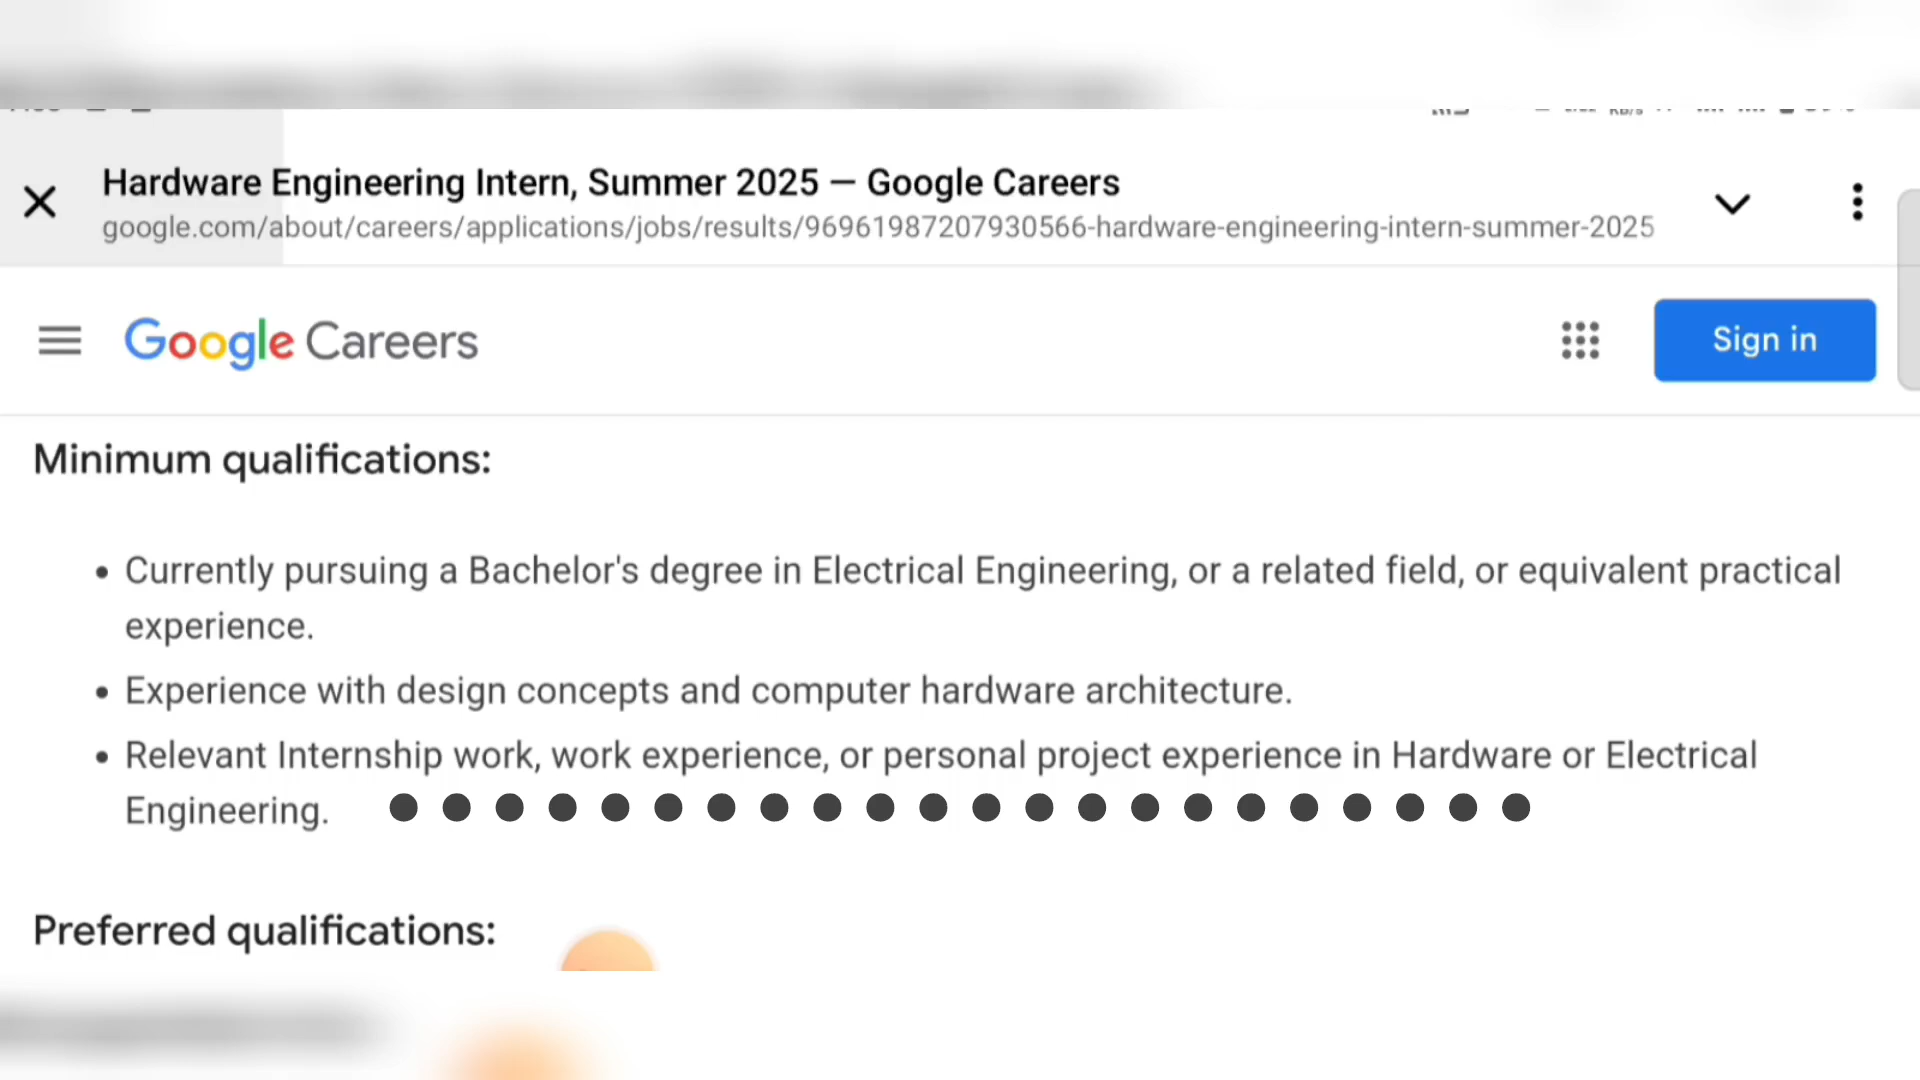 Hardware Engineering Intern, Summer 2025 — Google Careers
google.com/about/careers/applications/jobs/results/96961987207930566-hardware-engineering-intern-summer-2025
Google Careers
Sign in
Minimum qualifications:
• Currently pursuing a Bachelor's degree in Electrical Engineering, or a related field, or equivalent practical
experience.
• Experience with design concepts and computer hardware architecture.
• Relevant Internship work, work experience, or personal project experience in Hardware or Electrical
Engineering.
Preferred qualifications: